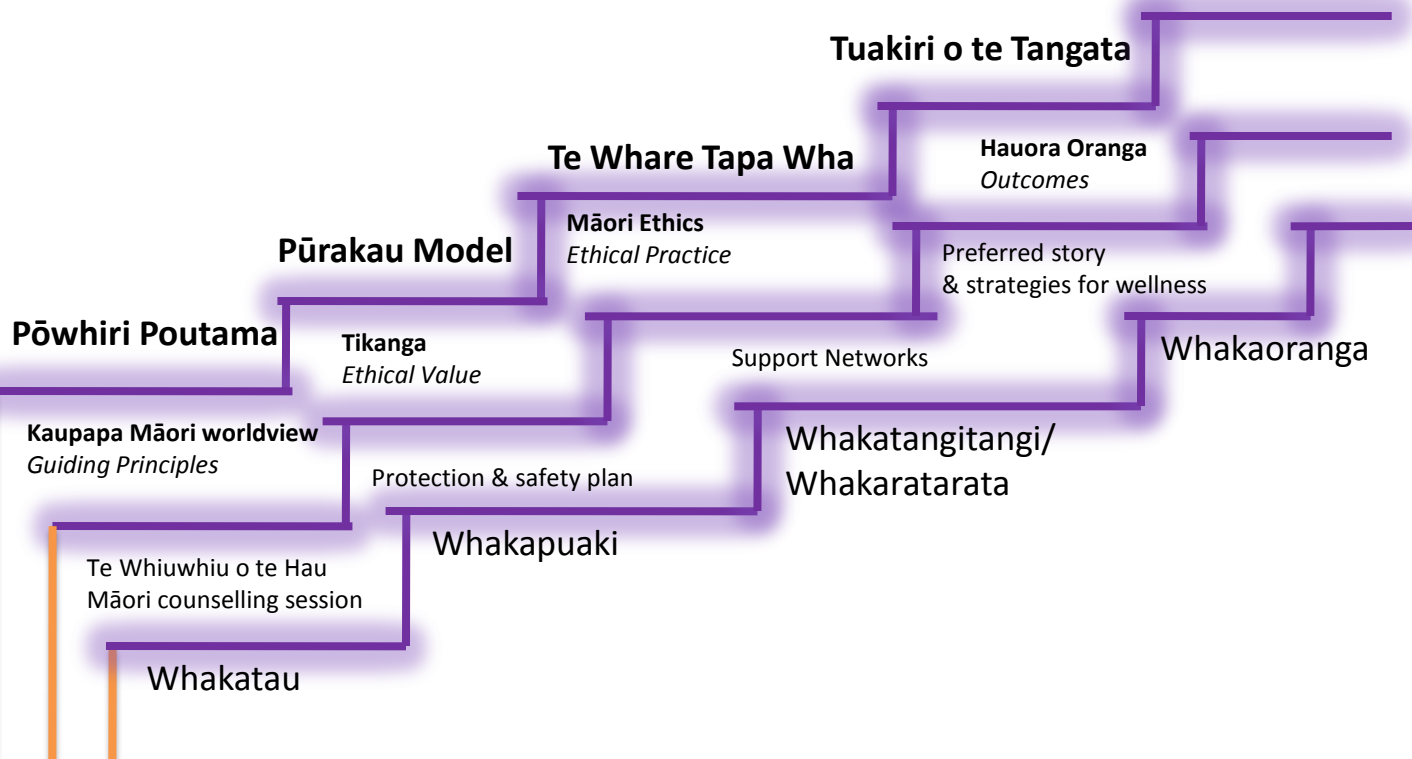 Tuakiri o te Tangata
Te Whare Tapa Wha
Hauora Oranga
Outcomes
Pūrakau Model
Māori Ethics
Ethical Practice
Preferred story
& strategies for wellness
Pōwhiri Poutama
Tikanga
Ethical Value
Support Networks
Whakaoranga
Kaupapa Māori worldview
Guiding Principles
Protection & safety plan
Whakatangitangi/
Whakaratarata
Te Whiuwhiu o te Hau
Māori counselling session
Whakapuaki
Whakatau